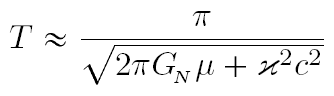 T ≈ π / √(2πG_N μ + ϰ²c²)